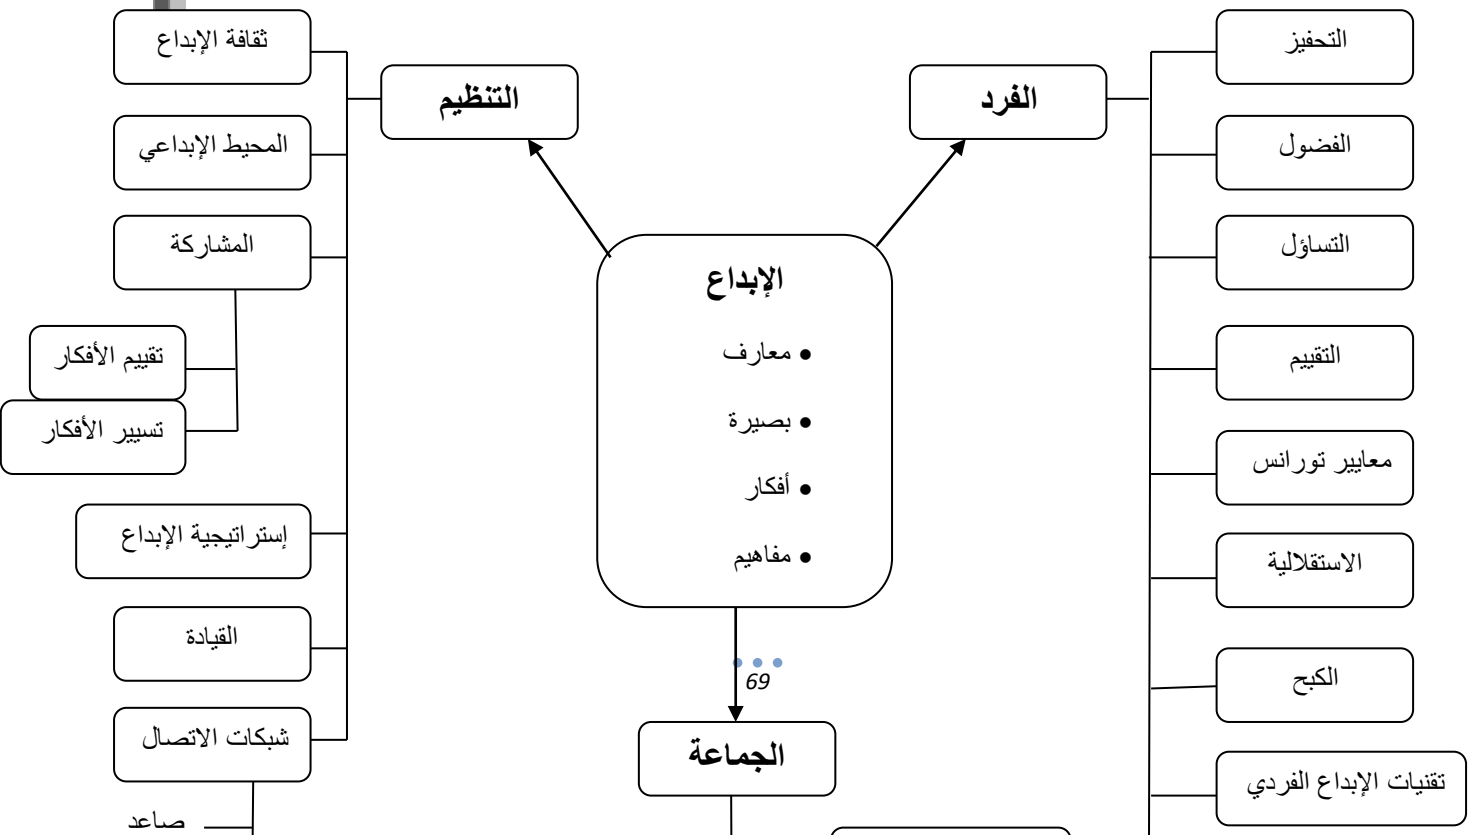 التحفيز
ثقافة الإبداع
الفرد
التنظيم
الفضول
المحيط الإبداعي
التساؤل
المشاركة
الإبداع
• معارف
• بصيرة
• أفكار
• مفاهيم
التقييم
تقييم الأفكار
تسيير الأفكار
معايير تورانس
إستراتيجية الإبداع
الاستقلالية
القيادة
الكبح
69
شبكات الاتصال
الجماعة
تقنيات الإبداع الفردي
صاعد